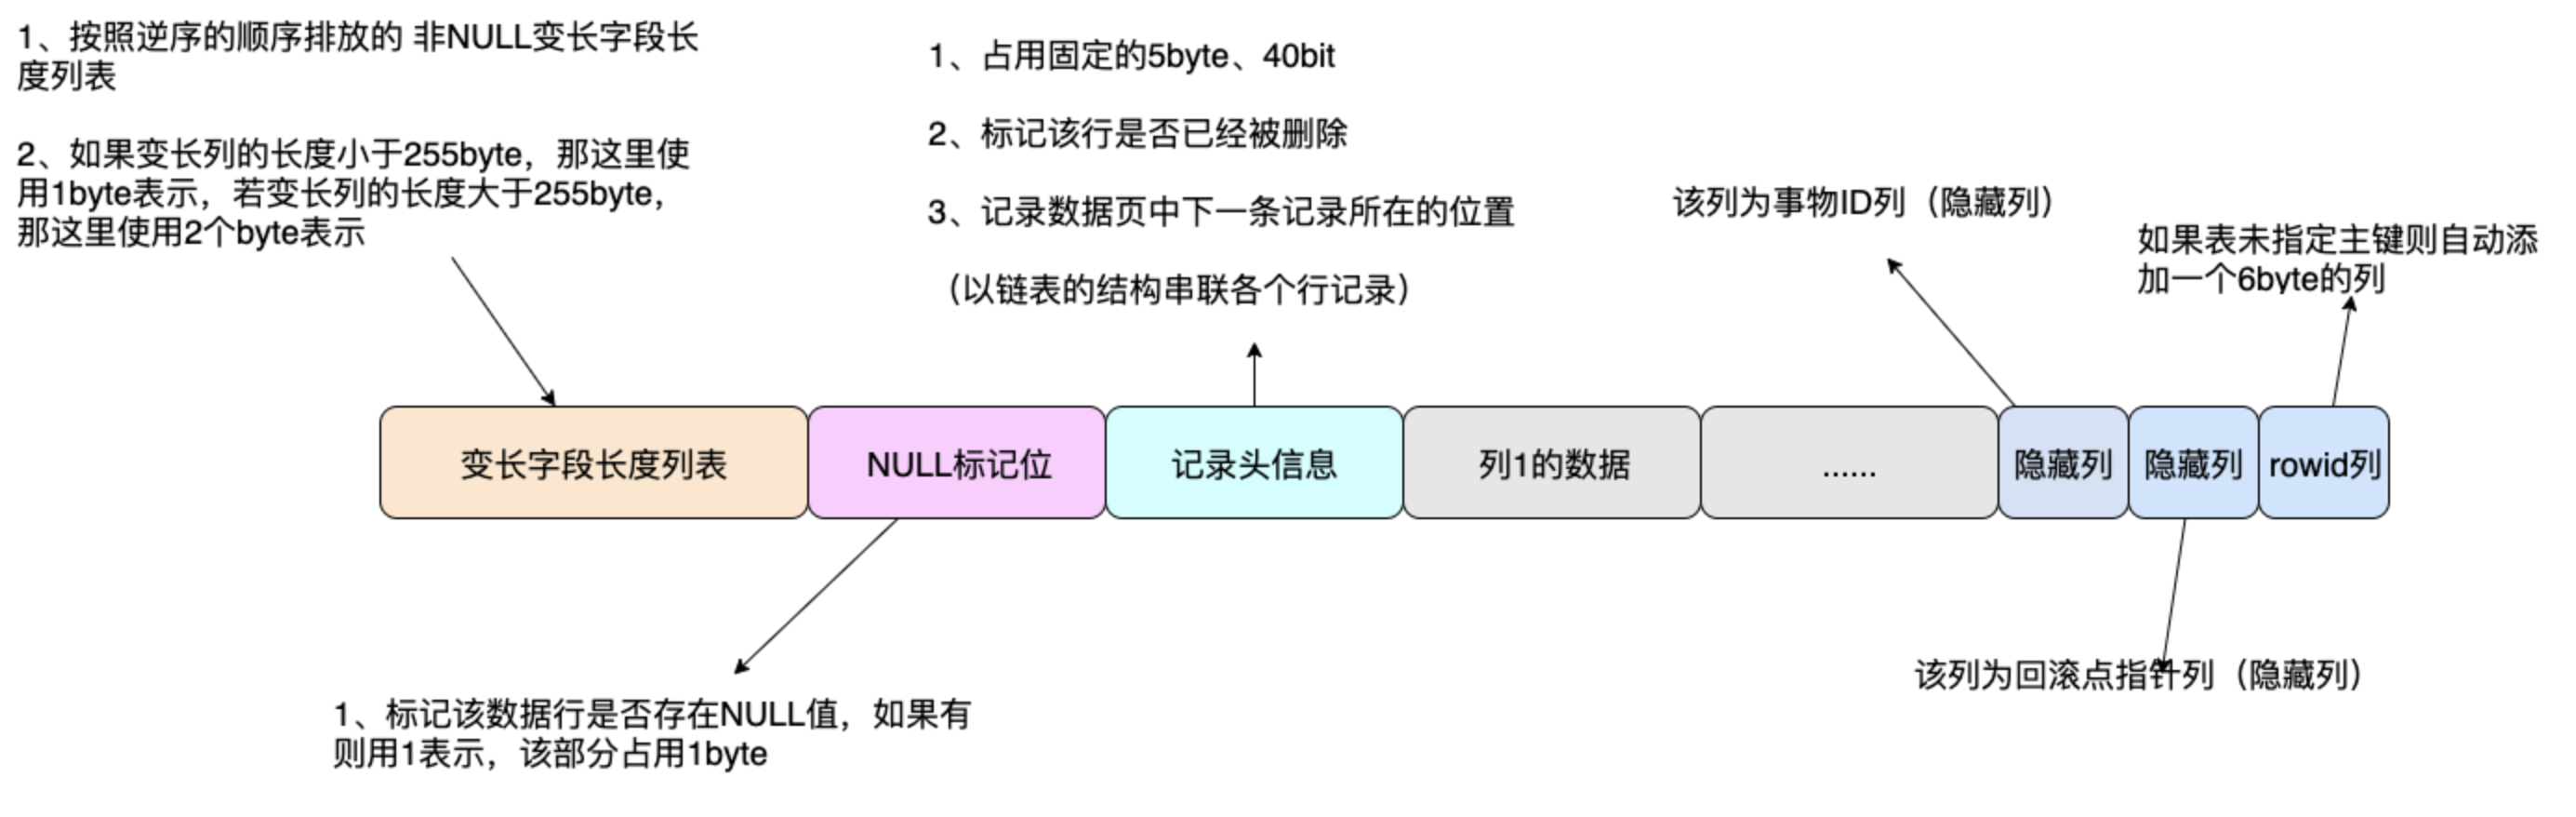 1、按照逆序的顺序排放的 非NULL变长字段长
度列表
2、如果变长列的长度小于255byte，那这里使
用1byte表示，若变长列的长度大于255byte，
那这里使用2个byte表示
1、占用固定的5byte、40bit
2、标记该行是否已经被删除
3、记录数据页中下一条记录所在的位置
（以链表的结构串联各个行记录）
该列为事物ID列（隐藏列）
如果表未指定主键则自动添
加一个6byte的列
变长字段长度列表
NULL标记位
记录头信息
列1的数据
......
隐藏列
隐藏列
rowid列
该列为回滚点指针列（隐藏列）
1、标记该数据行是否存在NULL值，如果有
则用1表示，该部分占用1byte